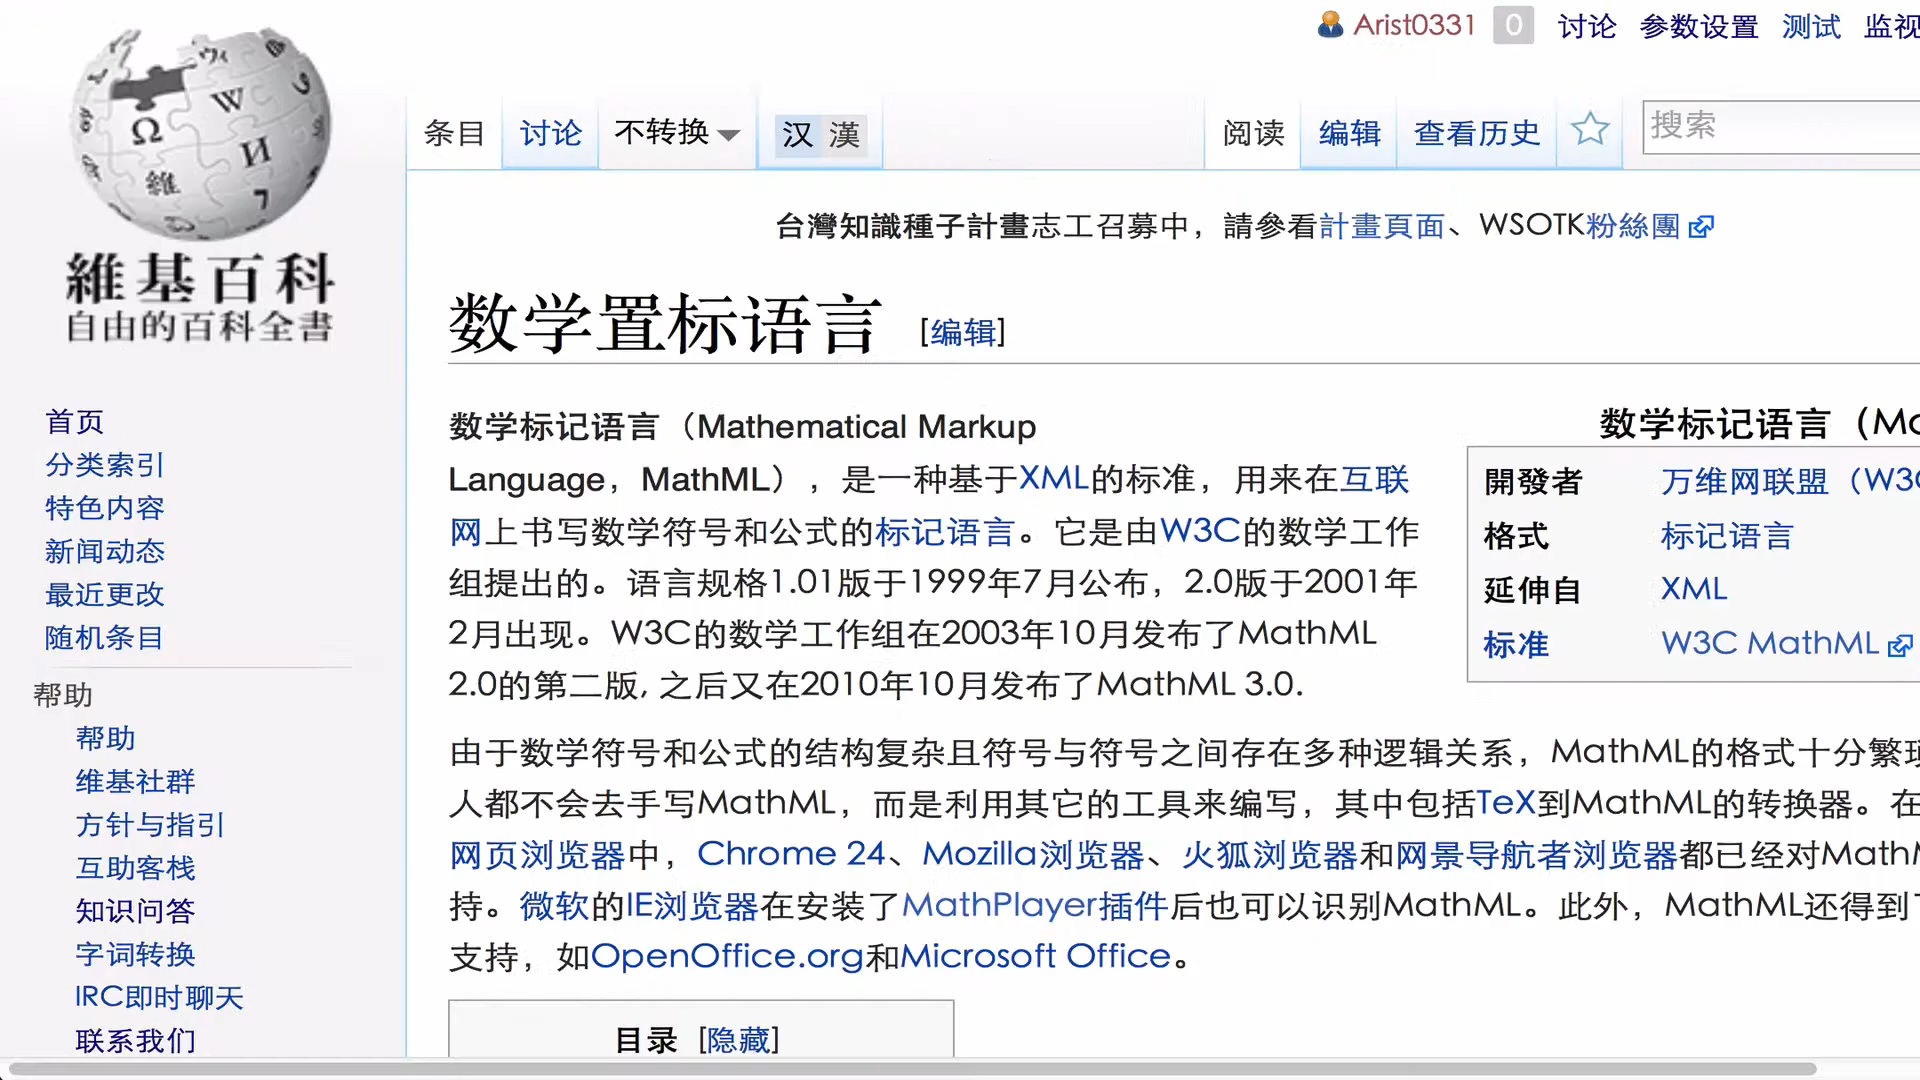 Arist0331 0 讨论 参数设置 测试 监视
条目 讨论 不转换 汉 漢 阅读 编辑 查看历史 搜索
維基百科
自由的百科全書
台灣知識種子計畫志工召募中，請參看計畫頁面、WSOTK粉絲團
数学置标语言 [编辑]
首页
分类索引
特色内容
新闻动态
最近更改
随机条目
帮助
帮助
维基社群
方针与指引
互助客栈
知识问答
字词转换
IRC即时聊天
联系我们
数学标记语言（Mathematical Markup
Language，MathML），是一种基于XML的标准，用来在互联
网上书写数学符号和公式的标记语言。它是由W3C的数学工作
组提出的。语言规格1.01版于1999年7月公布，2.0版于2001年
2月出现。W3C的数学工作组在2003年10月发布了MathML
2.0的第二版, 之后又在2010年10月发布了MathML 3.0.
数学标记语言（Ma
開發者 万维网联盟（W3C
格式 标记语言
延伸自 XML
标准 W3C MathML
由于数学符号和公式的结构复杂且符号与符号之间存在多种逻辑关系，MathML的格式十分繁琐
人都不会去手写MathML，而是利用其它的工具来编写，其中包括TeX到MathML的转换器。在
网页浏览器中，Chrome 24、Mozilla浏览器、火狐浏览器和网景导航者浏览器都已经对MathM
持。微软的IE浏览器在安装了MathPlayer插件后也可以识别MathML。此外，MathML还得到了
支持，如OpenOffice.org和Microsoft Office。
目录 [隐藏]